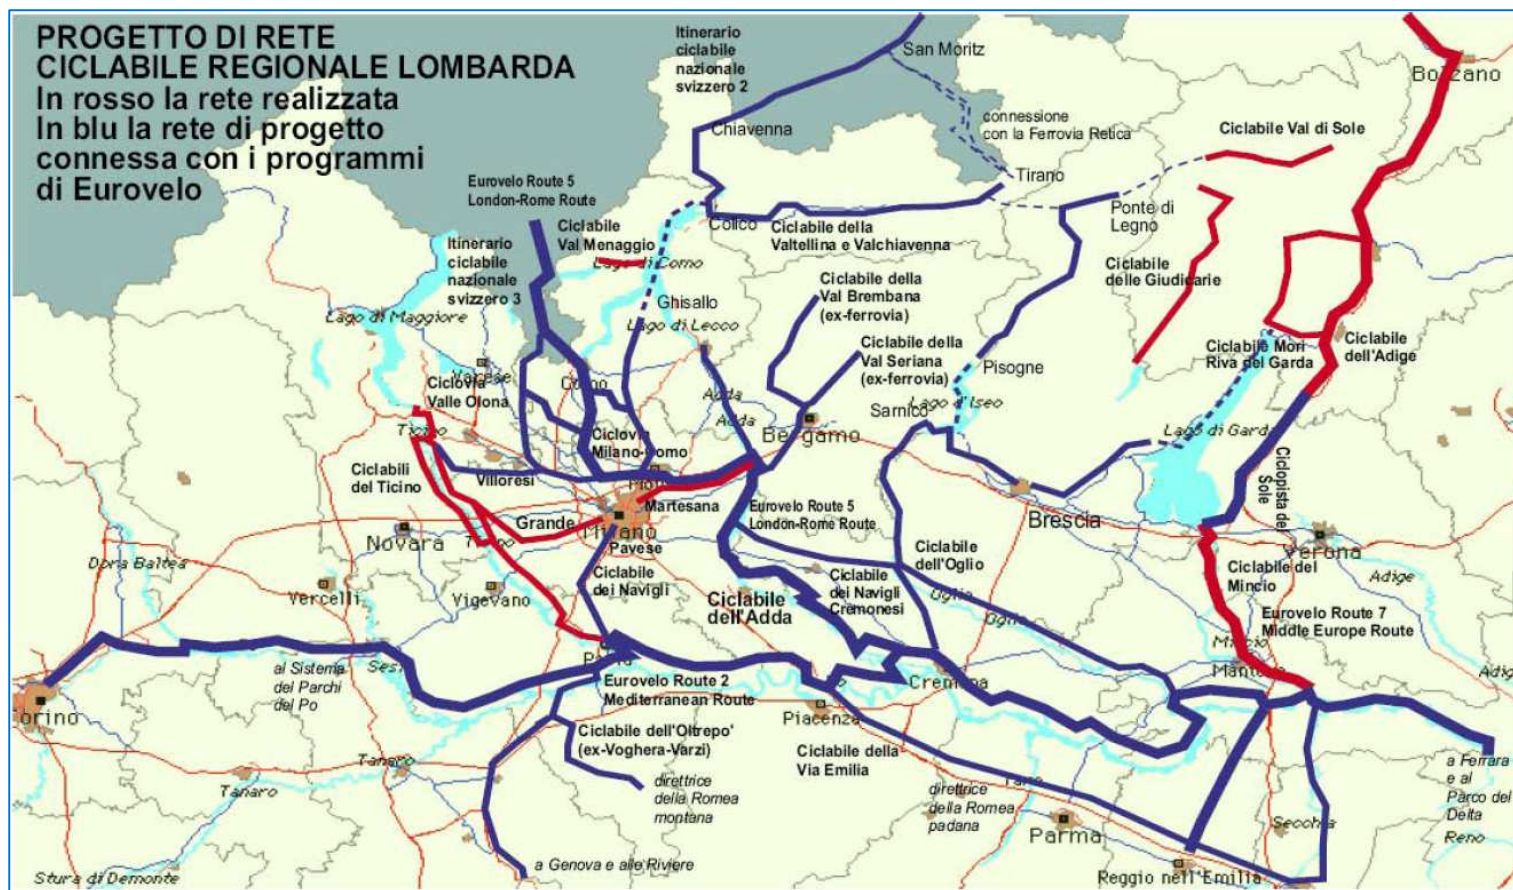 PROGETTO DI RETE
CICLABILE REGIONALE LOMBARDA
In rosso la rete realizzata
In blu la rete di progetto
connessa con i programmi
di Eurovelo
Itinerario
ciclabile
nazionale
svizzero 2
San Moritz
Bolzano
Chiavenna
connessione
con la Ferrovia Retica
Ciclabile Val di Sole
Tirano
Eurovelo Route 5
London-Rome Route
Ponte di
Legno
Ciclabile
Val Menaggio
Colico
Ciclabile della
Valtellina e Valchiavenna
Itinerario
ciclabile
nazionale
svizzero 3
Lago di Como
Ciclabile
delle Giudicarie
Ciclabile della
Val Brembana
(ex-ferrovia)
Ghisallo
Lago di Maggiore
Lago di Lecco
Ciclabile della
Val Seriana
(ex-ferrovia)
Ciclabile Mori
Riva del Garda
Ciclabile
dell'Adige
Pisogne
Varese
Ciclovia
Valle Olona
Como
Adda
Adda
Sarnico
Lago d'Iseo
Ticino
Bergamo
Lago di Garda
Ciclovia
Milano-Como
Ciclabili
del Ticino
Villoresi
Ciclopista del
Sole
Martesana
Eurovelo Route 5
London-Rome Route
Grande
Milano
Brescia
Novara
Pavese
Verona
Ciclabile
dell'Oglio
Dora Baltea
Ciclabile
dei Navigli
Ciclabile
dei Navigli
Cremonesi
Ciclabile del
Mincio
Adige
Vercelli
Vigevano
Ciclabile
dell'Adda
Oglio
Oglio
Eurovelo Route 7
Middle Europe Route
Mincio
al Sistema
del Parchi
del Po
Sesi
Pavia
Eurovelo Route 2
Mediterranean Route
Cremona
Mantova
Adig
Torino
Piacenza
Ciclabile dell'Oltrepo'
(ex-Voghera-Varzi)
Ciclabile della
Via Emilia
Tanaro
Tanaro
direttrice
della Romea
montana
direttrice
della Romea
padana
Parma
a Ferrara
e al
Parco del
Delta
Secchia
Reno
a Genova e alle Riviere
Stura di Demonte
Reggio nell'Emilia